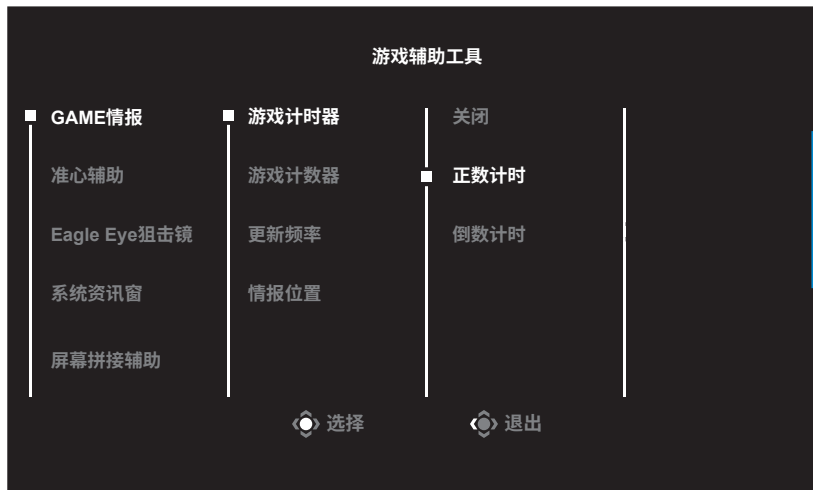 游戏辅助工具
GAME情报
游戏计时器
关闭
准心辅助
游戏计数器
正数计时
Eagle Eye狙击镜
更新频率
倒数计时
系统资讯窗
情报位置
屏幕拼接辅助
选择
退出